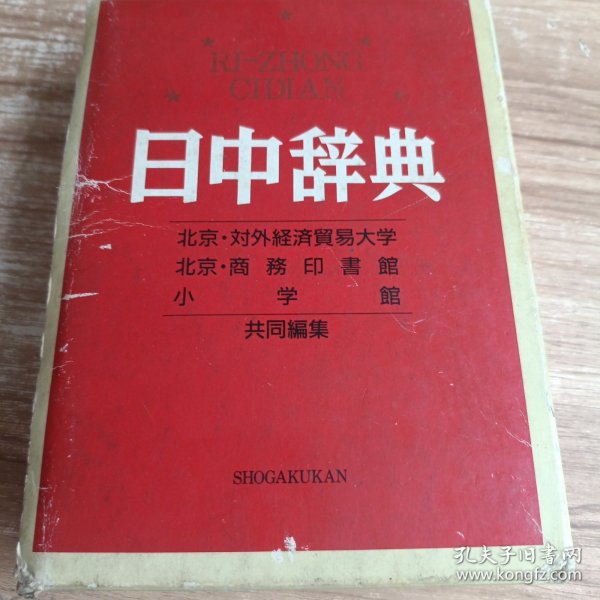 RI-ZHONG
CIDIAN
日中辞典
北京・対外経済貿易大学
北京・商務印書館
小学館
共同編集
SHOGAKUKAN
孔夫子旧书网
www.kongfz.com